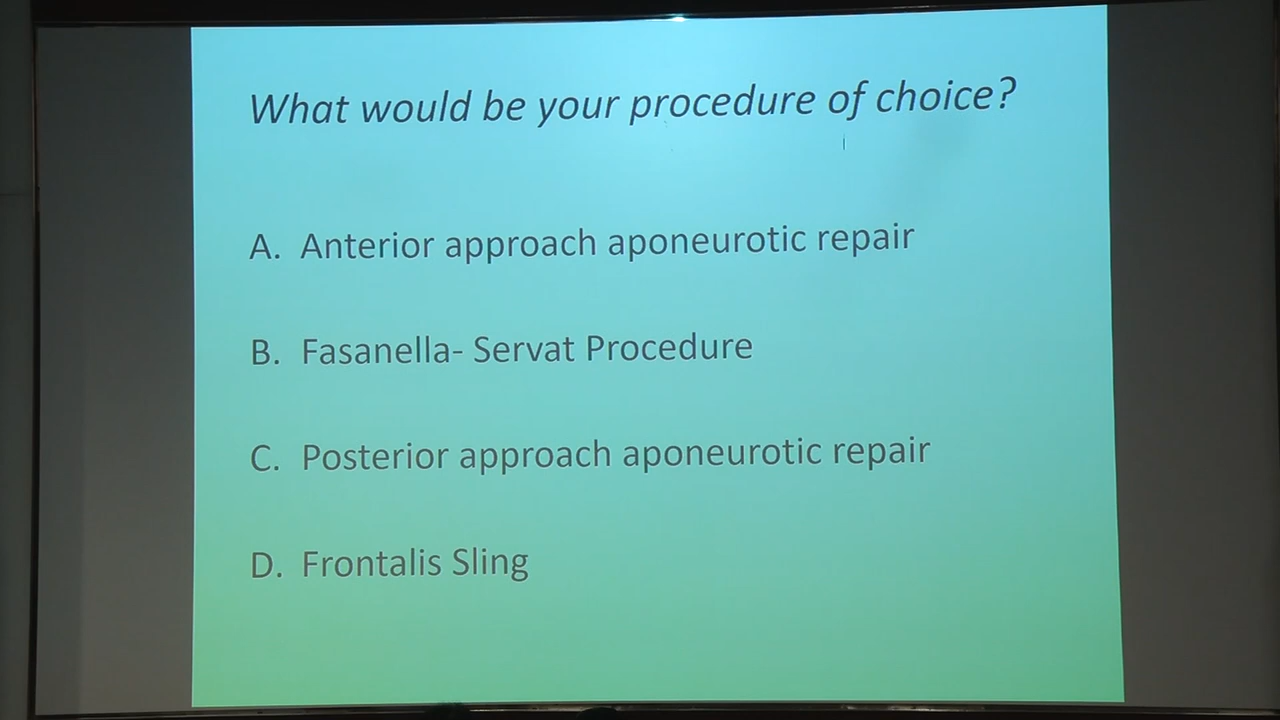 What would be your procedure of choice?
A. Anterior approach aponeurotic repair
B. Fasanella- Servat Procedure
C. Posterior approach aponeurotic repair
D. Frontalis Sling